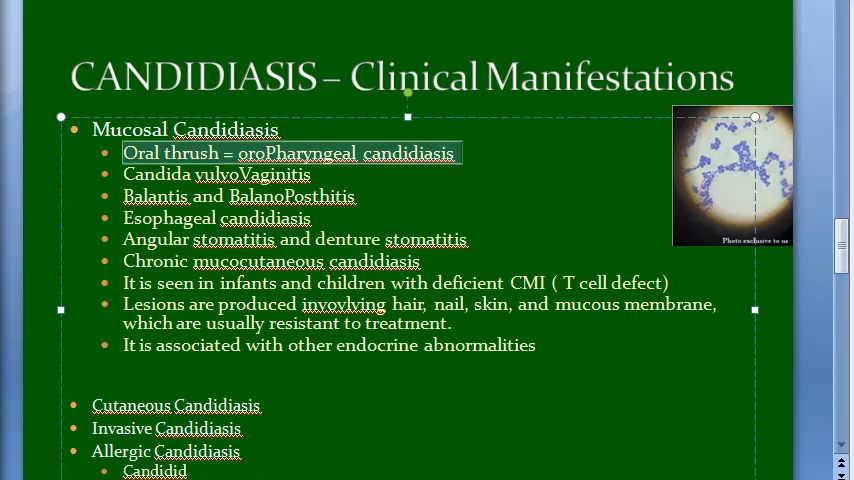 CANDIDIASIS – Clinical Manifestations
Mucosal Candidiasis
Oral thrush = oroPharyngeal candidiasis
Candida vulvoVaginitis
Balantis and BalanoPosthitis
Esophageal candidiasis
Angular stomatitis and denture stomatitis
Chronic mucocutaneous candidiasis
It is seen in infants and children with deficient CMI ( T cell defect)
Lesions are produced invovlving hair, nail, skin, and mucous membrane,
which are usually resistant to treatment.
It is associated with other endocrine abnormalities
Photo exclusive to us
Cutaneous Candidiasis
Invasive Candidiasis
Allergic Candidiasis
Candidid